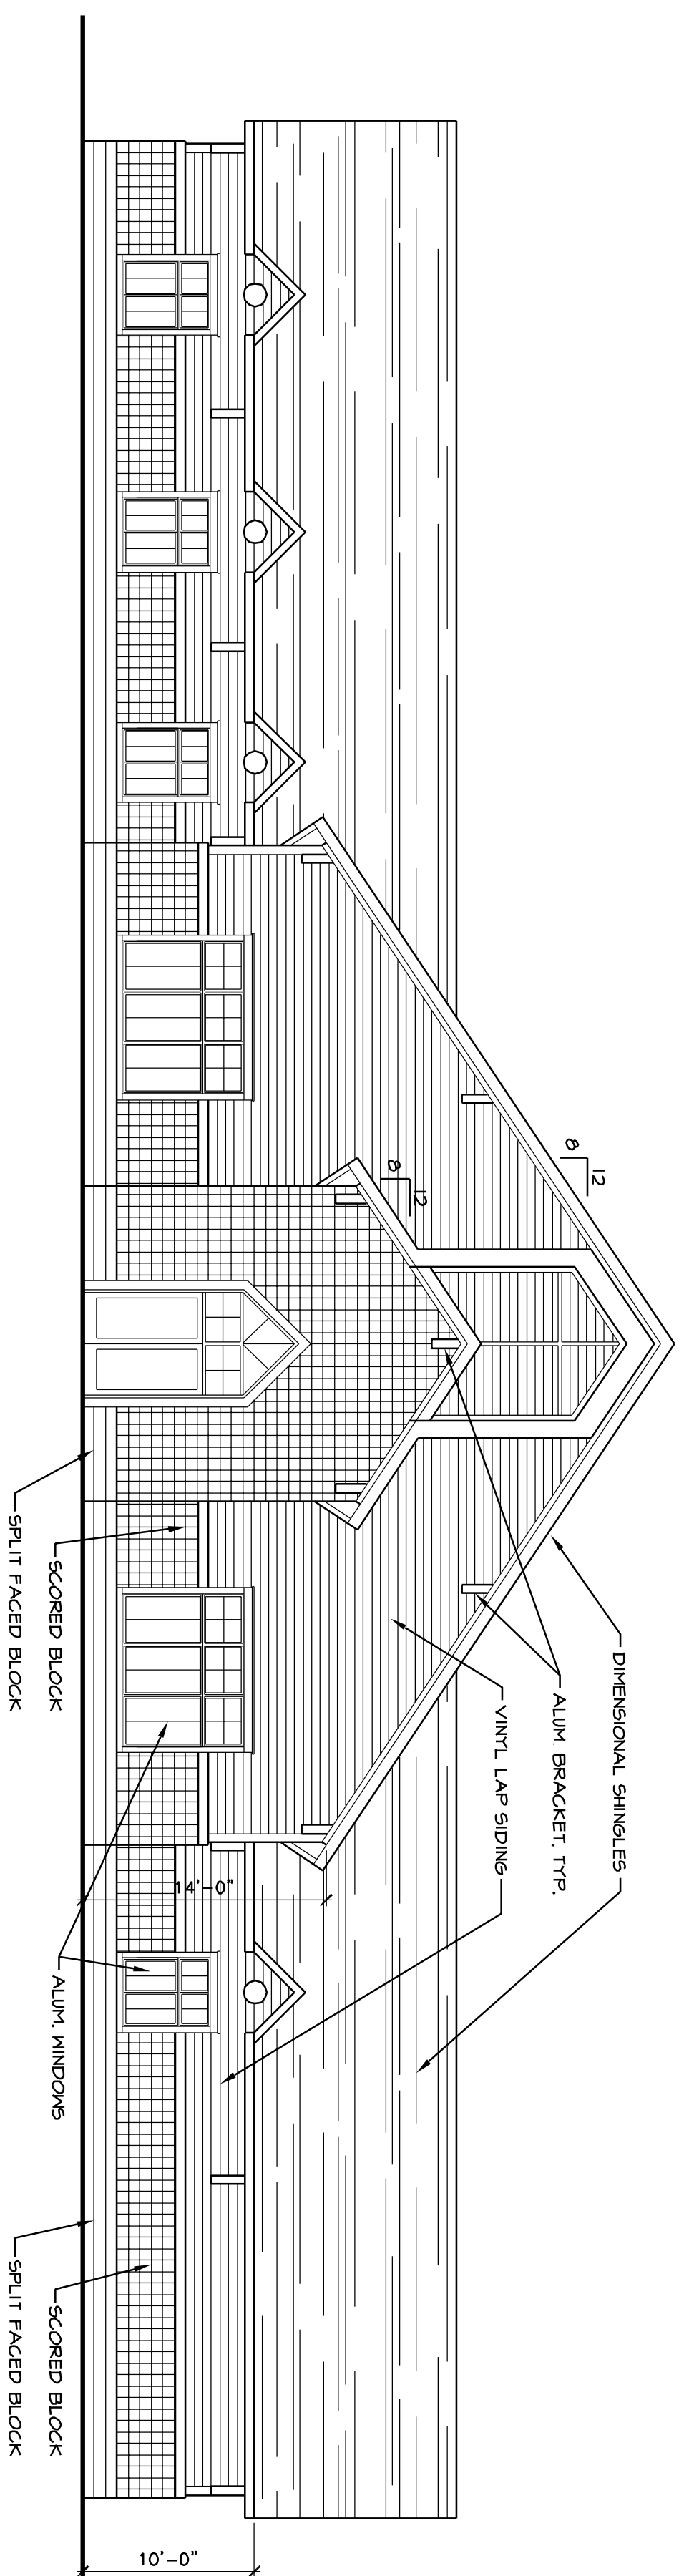 12
8
12
8
DIMENSIONAL SHINGLES
ALUM. BRACKET, TYP.
VINYL LAP SIDING
14'-0"
10'-0"
ALUM. WINDOWS
SCORED BLOCK
SPLIT FACED BLOCK
SCORED BLOCK
SPLIT FACED BLOCK